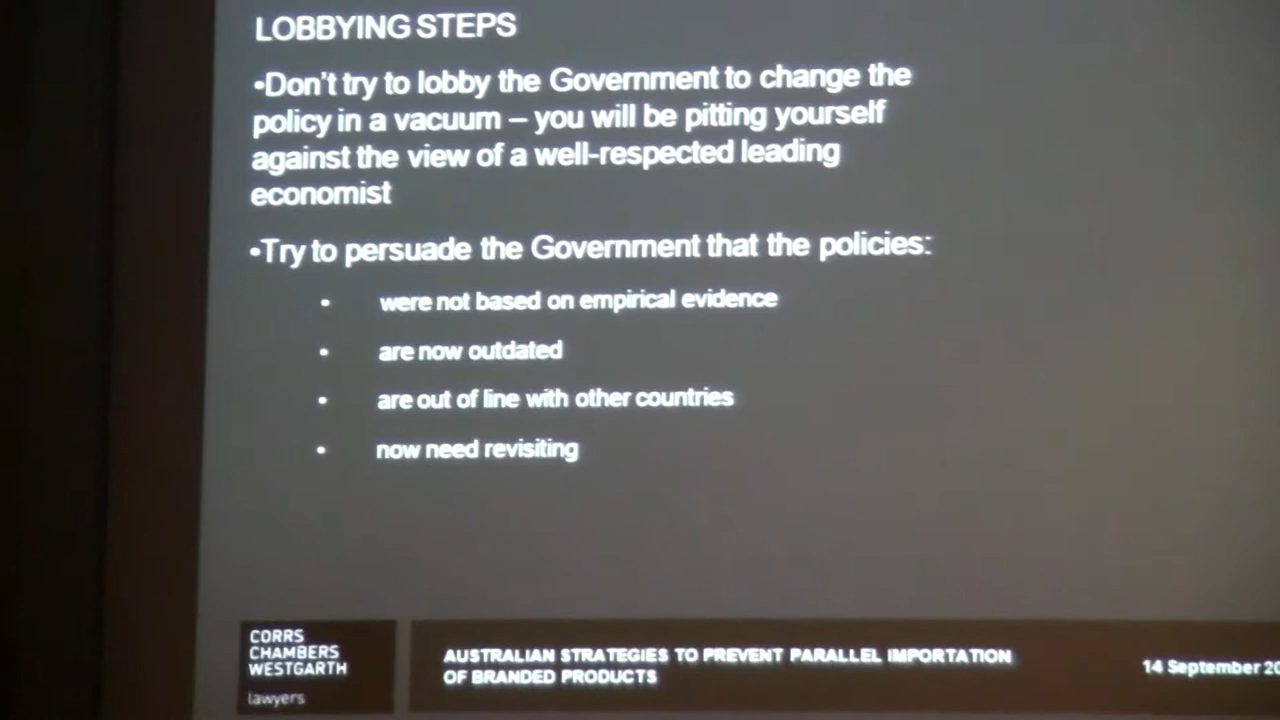 LOBBYING STEPS
•Don't try to lobby the Government to change the
policy in a vacuum – you will be pitting yourself
against the view of a well-respected leading
economist
•Try to persuade the Government that the policies:
• were not based on empirical evidence
• are now outdated
• are out of line with other countries
• now need revisiting
CORRS
CHAMBERS
WESTGARTH
lawyers
AUSTRALIAN STRATEGIES TO PREVENT PARALLEL IMPORTATION
OF BRANDED PRODUCTS
14 September